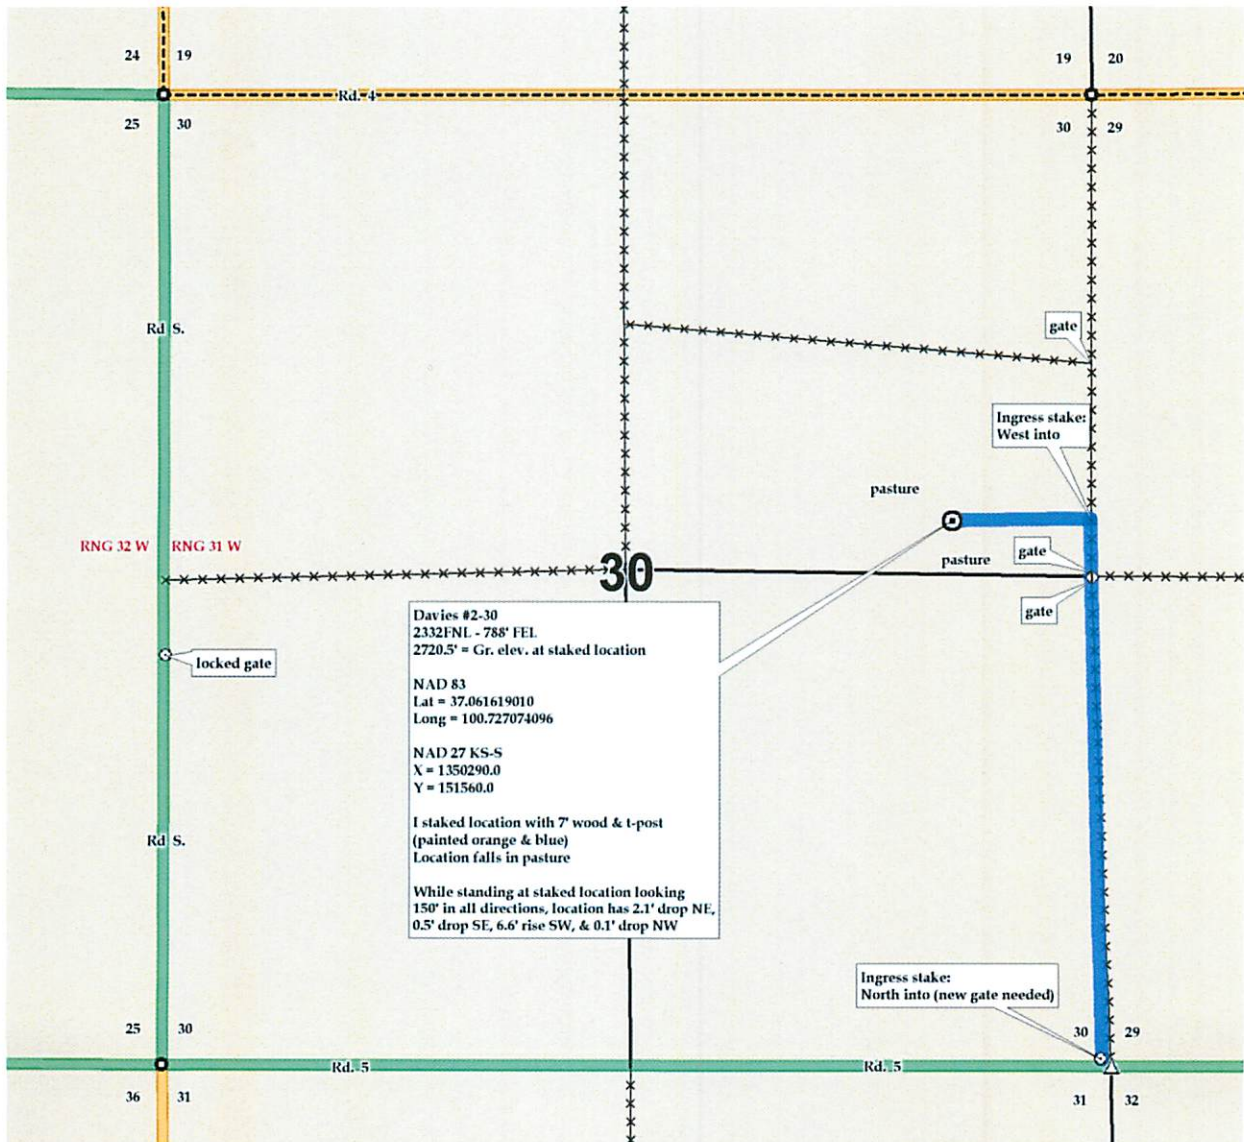 24 19
19 20
Rd. 4
25 30
30 29
gate
Rd S.
Ingress stake:
West into
pasture
RNG 32 W RNG 31 W
gate
pasture
30
gate
Davies #2-30
2332FNL - 788' FEL
2720.5' = Gr. elev. at staked location
NAD 83
Lat = 37.061619010
Long = 100.727074096
NAD 27 KS-S
X = 1350290.0
Y = 151560.0
I staked location with 7' wood & t-post
(painted orange & blue)
Location falls in pasture
While standing at staked location looking
150' in all directions, location has 2.1' drop NE,
0.5' drop SE, 6.6' rise SW, & 0.1' drop NW
locked gate
Rd S.
Ingress stake:
North into (new gate needed)
25 30
30 29
Rd. 5
Rd. 5
36 31
31 32